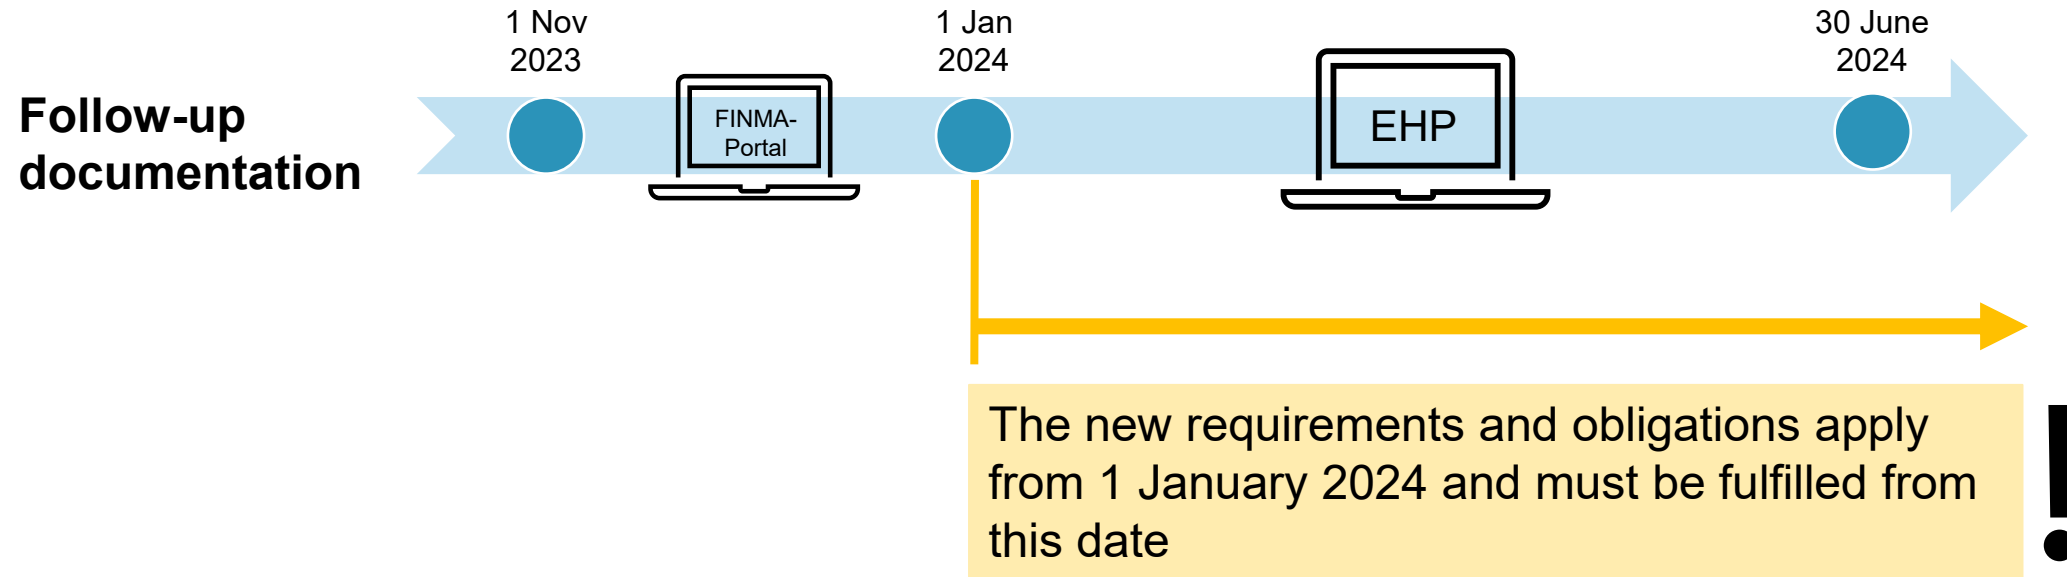 1 Nov
2023
1 Jan
2024
30 June
2024
Follow-up
documentation
FINMA-
Portal
EHP
The new requirements and obligations apply
from 1 January 2024 and must be fulfilled from
this date
!